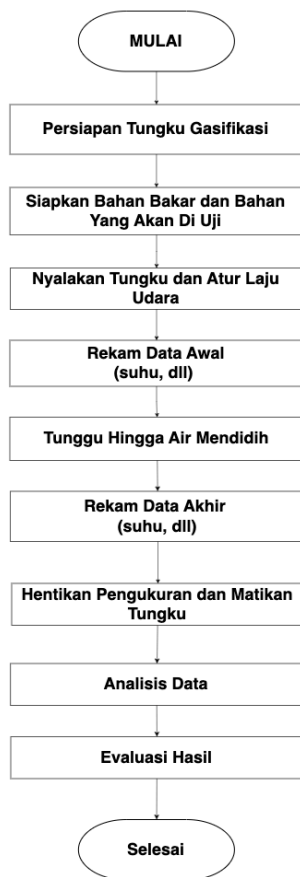 MULAI
Persiapan Tungku Gasifikasi
Siapkan Bahan Bakar dan Bahan
Yang Akan Di Uji
Nyalakan Tungku dan Atur Laju
Udara
Rekam Data Awal
(suhu, dll)
Tunggu Hingga Air Mendidih
Rekam Data Akhir
(suhu, dll)
Hentikan Pengukuran dan Matikan
Tungku
Analisis Data
Evaluasi Hasil
Selesai